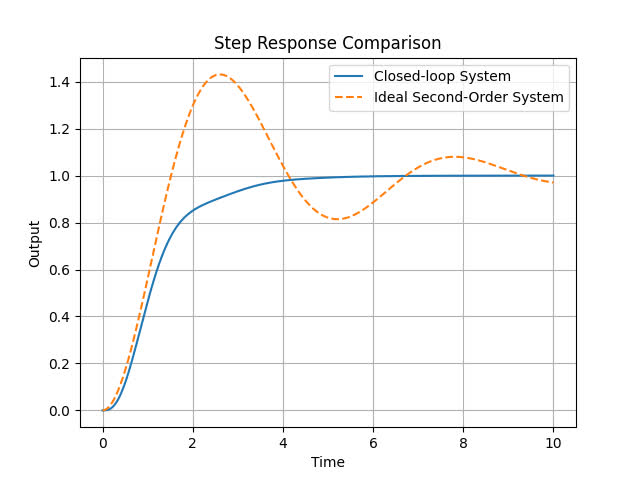 Step Response Comparison
Closed-loop System
Ideal Second-Order System
1.4
1.2
1.0
0.8
0.6
0.4
0.2
0.0
Output
0 2 4 6 8 10
Time